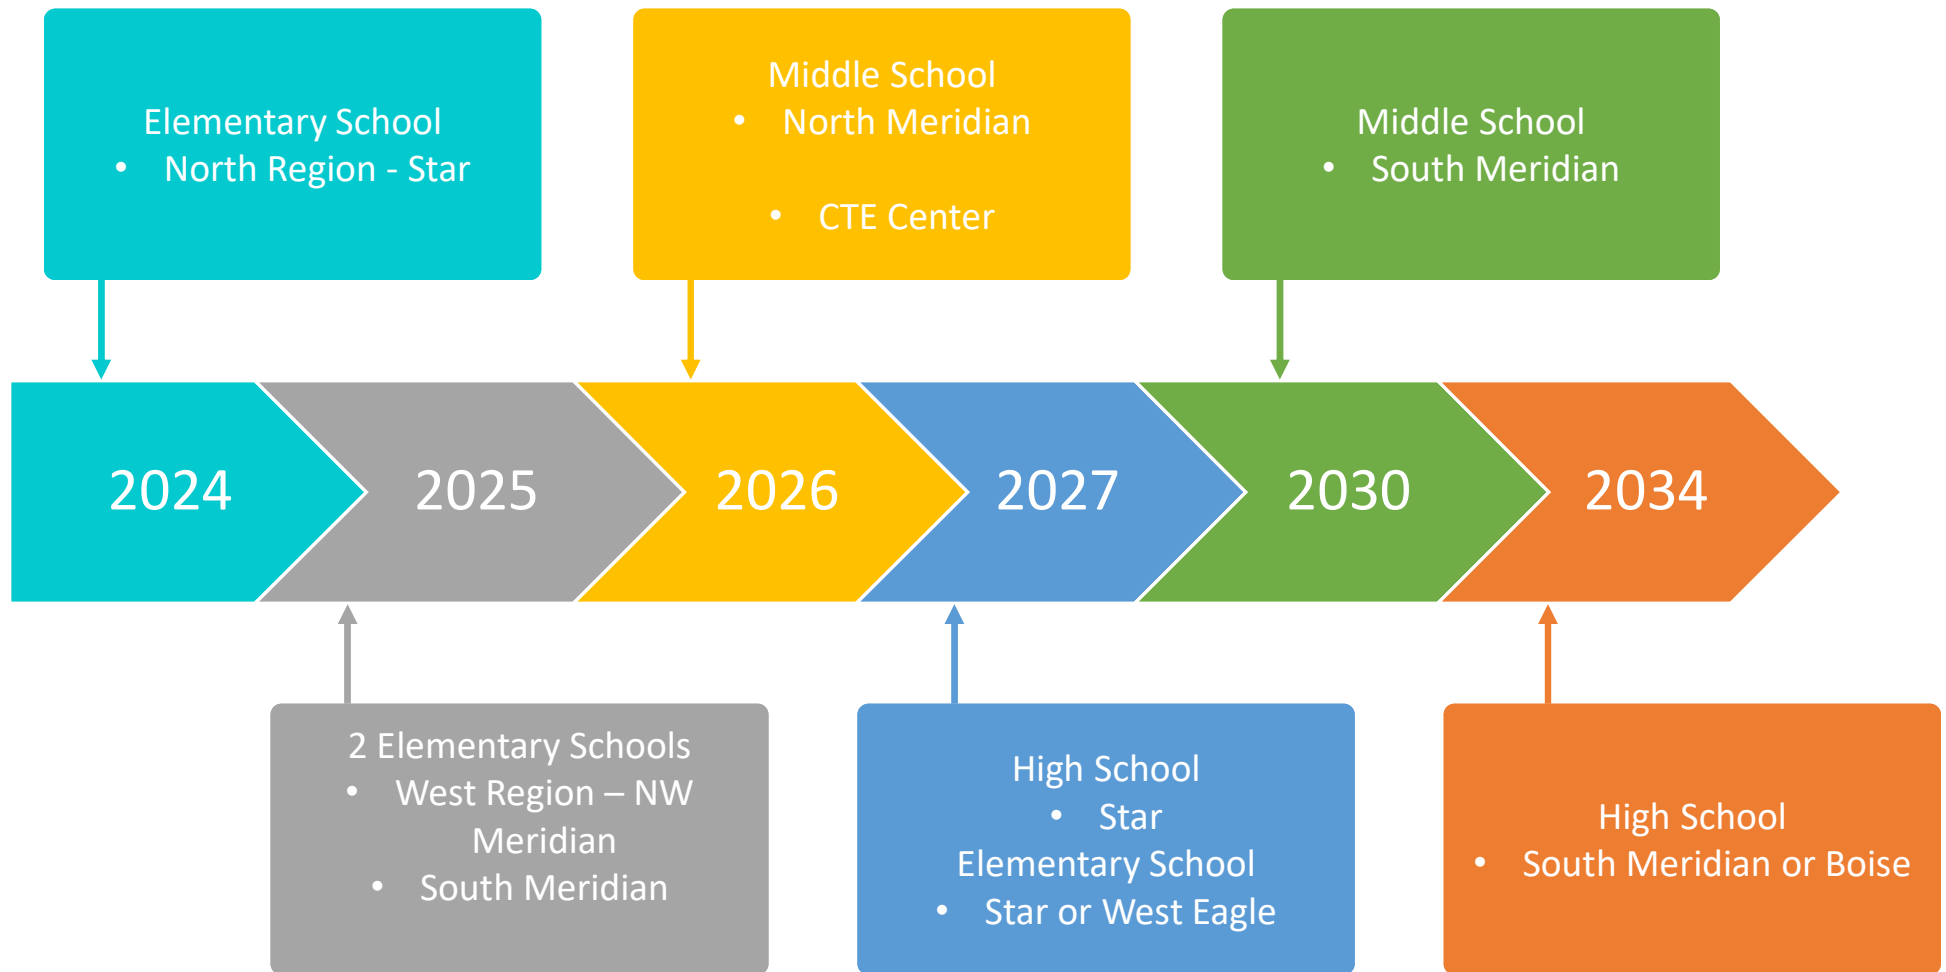 Elementary School
• North Region - Star
Middle School
• North Meridian
• CTE Center
Middle School
• South Meridian
2024
2025
2026
2027
2030
2034
2 Elementary Schools
• West Region – NW
Meridian
• South Meridian
High School
• Star
Elementary School
• Star or West Eagle
High School
• South Meridian or Boise